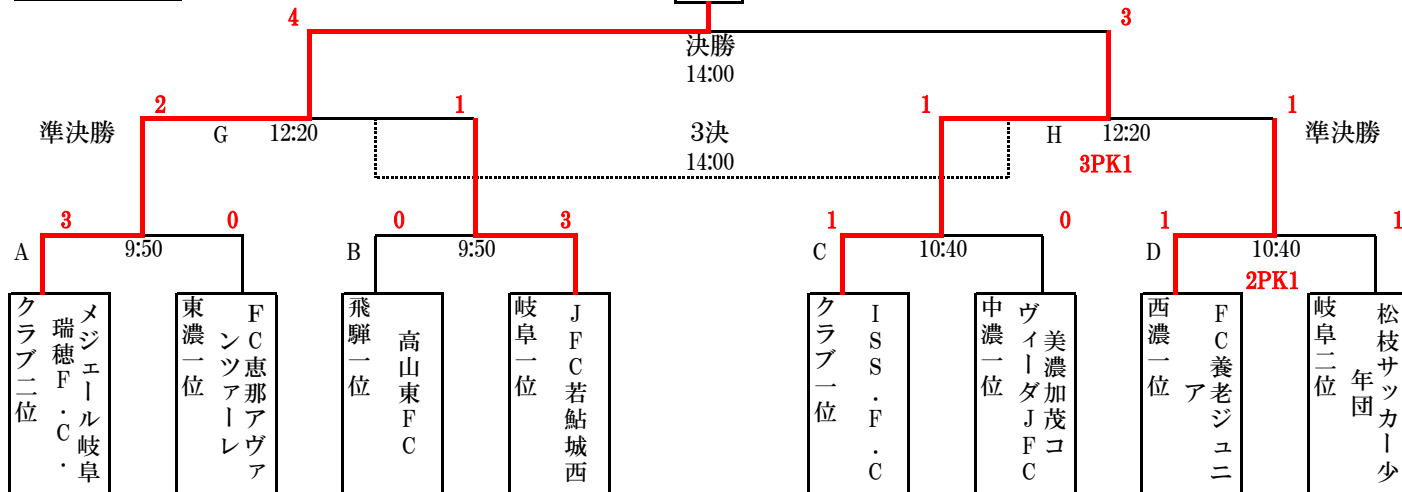 4
3
決勝
14:00
2
1
1
1
準決勝
G
12:20
3決
14:00
H
12:20
準決勝
3PK1
3
0
0
3
1
0
1
1
A
9:50
B
9:50
C
10:40
D
10:40
2PK1
クラブ二位
メジェール岐阜
瑞穂F.C.
東濃一位
FC恵那アヴァ
ンツァーレ
飛騨一位
高山東FC
岐阜一位
JFC若鮎城西
クラブ一位
ISS.F.C
中濃一位
美濃加茂コ
ヴィーダJFC
西濃一位
FC養老ジュニ
ア
岐阜二位
松枝サッカー少
年団